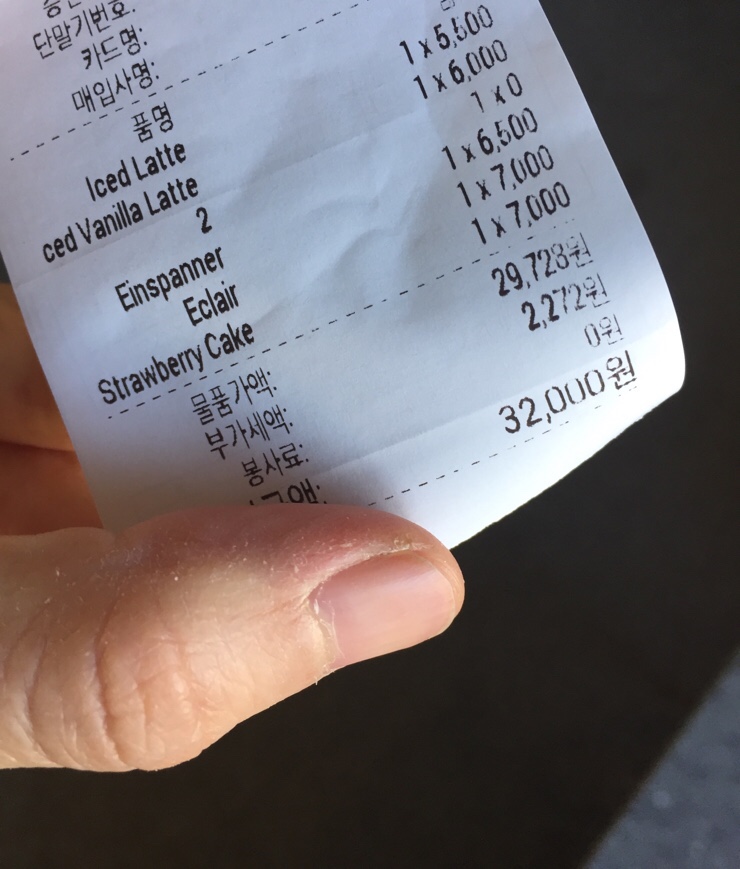 단말기번호:
카드명:
매입사명:
품명
Iced Latte 1 x 5,500
ced Vanilla Latte 1 x 6,000
2 1 x 0
Einspanner 1 x 6,500
Eclair 1 x 7,000
Strawberry Cake 1 x 7,000
물품가액: 29,728원
부가세액: 2,272원
봉사료: 0원
32,000원